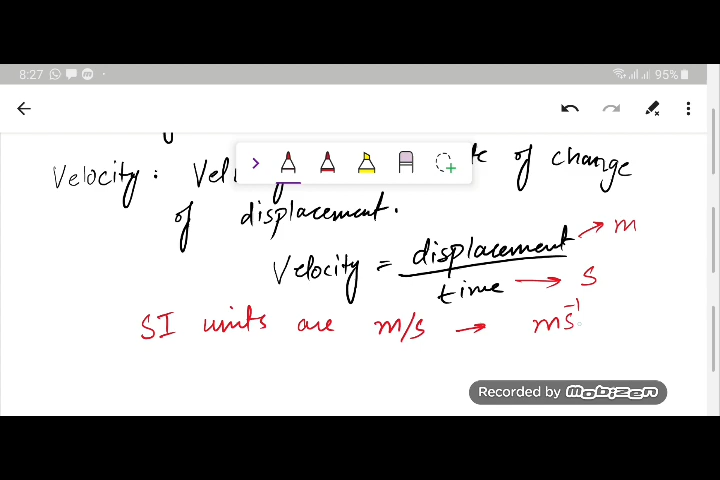 8:27 95%
Velocity: of change
of displacement.
Velocity = displacement → m
time → s
SI units are m/s → ms⁻¹
Recorded by mobizen